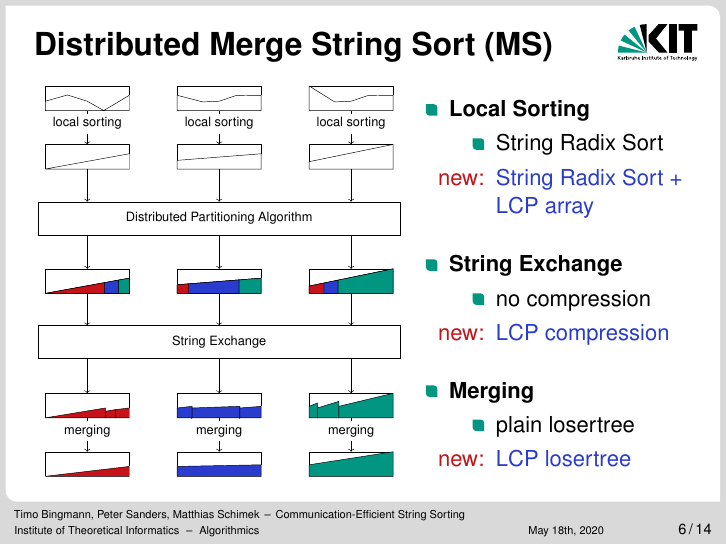 Distributed Merge String Sort (MS)
KIT
Karlsruhe Institute of Technology
local sorting
local sorting
local sorting
Distributed Partitioning Algorithm
String Exchange
merging
merging
merging
Local Sorting
String Radix Sort
new: String Radix Sort +
LCP array
String Exchange
no compression
new: LCP compression
Merging
plain losertree
new: LCP losertree
Timo Bingmann, Peter Sanders, Matthias Schimek – Communication-Efficient String Sorting
Institute of Theoretical Informatics – Algorithmics
May 18th, 2020
6 / 14